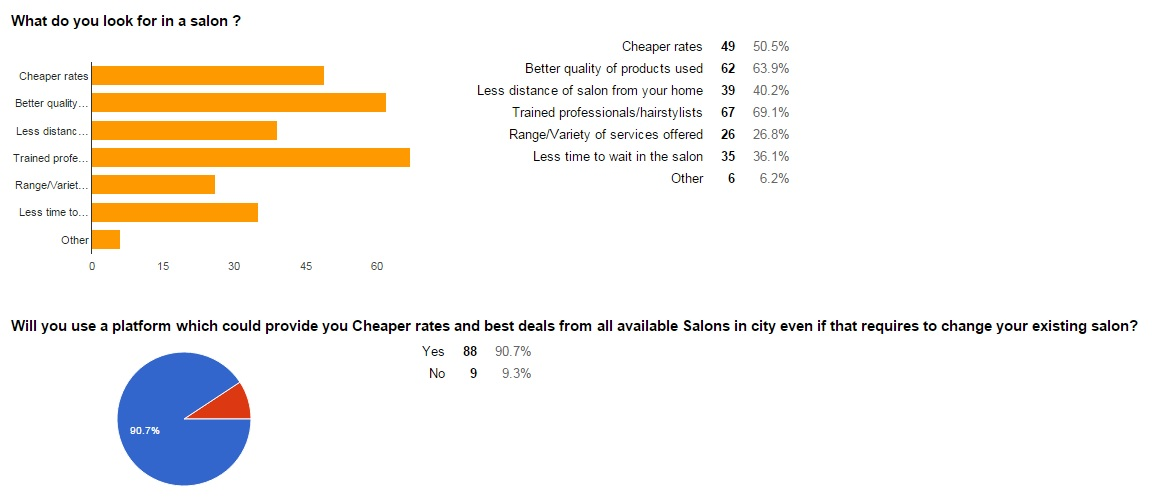 What do you look for in a salon ?
Cheaper rates
Better quality…
Less distanc…
Trained profe…
Range/Variet…
Less time to…
Other
0 15 30 45 60
Cheaper rates 49 50.5%
Better quality of products used 62 63.9%
Less distance of salon from your home 39 40.2%
Trained professionals/hairstylists 67 69.1%
Range/Variety of services offered 26 26.8%
Less time to wait in the salon 35 36.1%
Other 6 6.2%
Will you use a platform which could provide you Cheaper rates and best deals from all available Salons in city even if that requires to change your existing salon?
90.7%
Yes 88 90.7%
No 9 9.3%